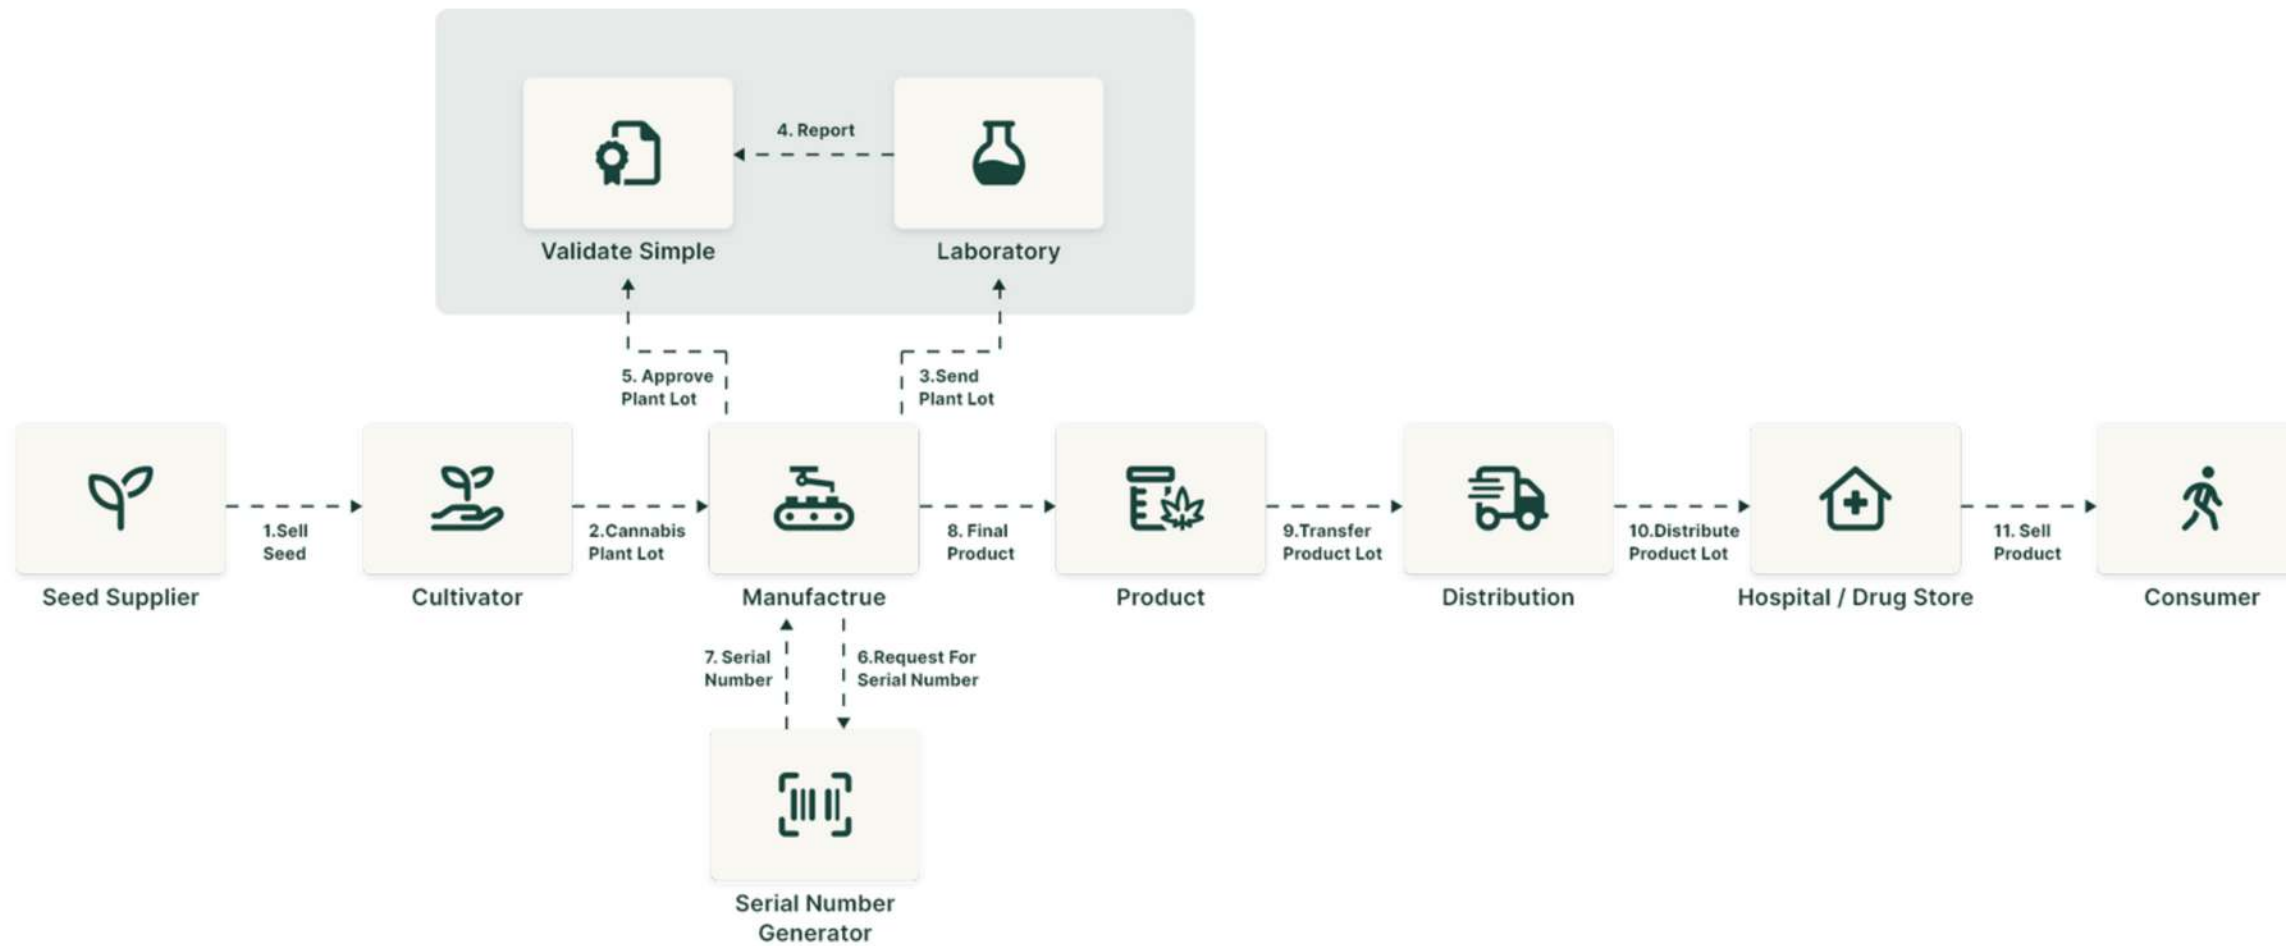 4. Report
Validate Simple
Laboratory
5. Approve
Plant Lot
3.Send
Plant Lot
1.Sell
Seed
2.Cannabis
Plant Lot
8. Final
Product
9.Transfer
Product Lot
10.Distribute
Product Lot
11. Sell
Product
Seed Supplier
Cultivator
Manufactrue
Product
Distribution
Hospital / Drug Store
Consumer
7. Serial
Number
6.Request For
Serial Number
Serial Number
Generator